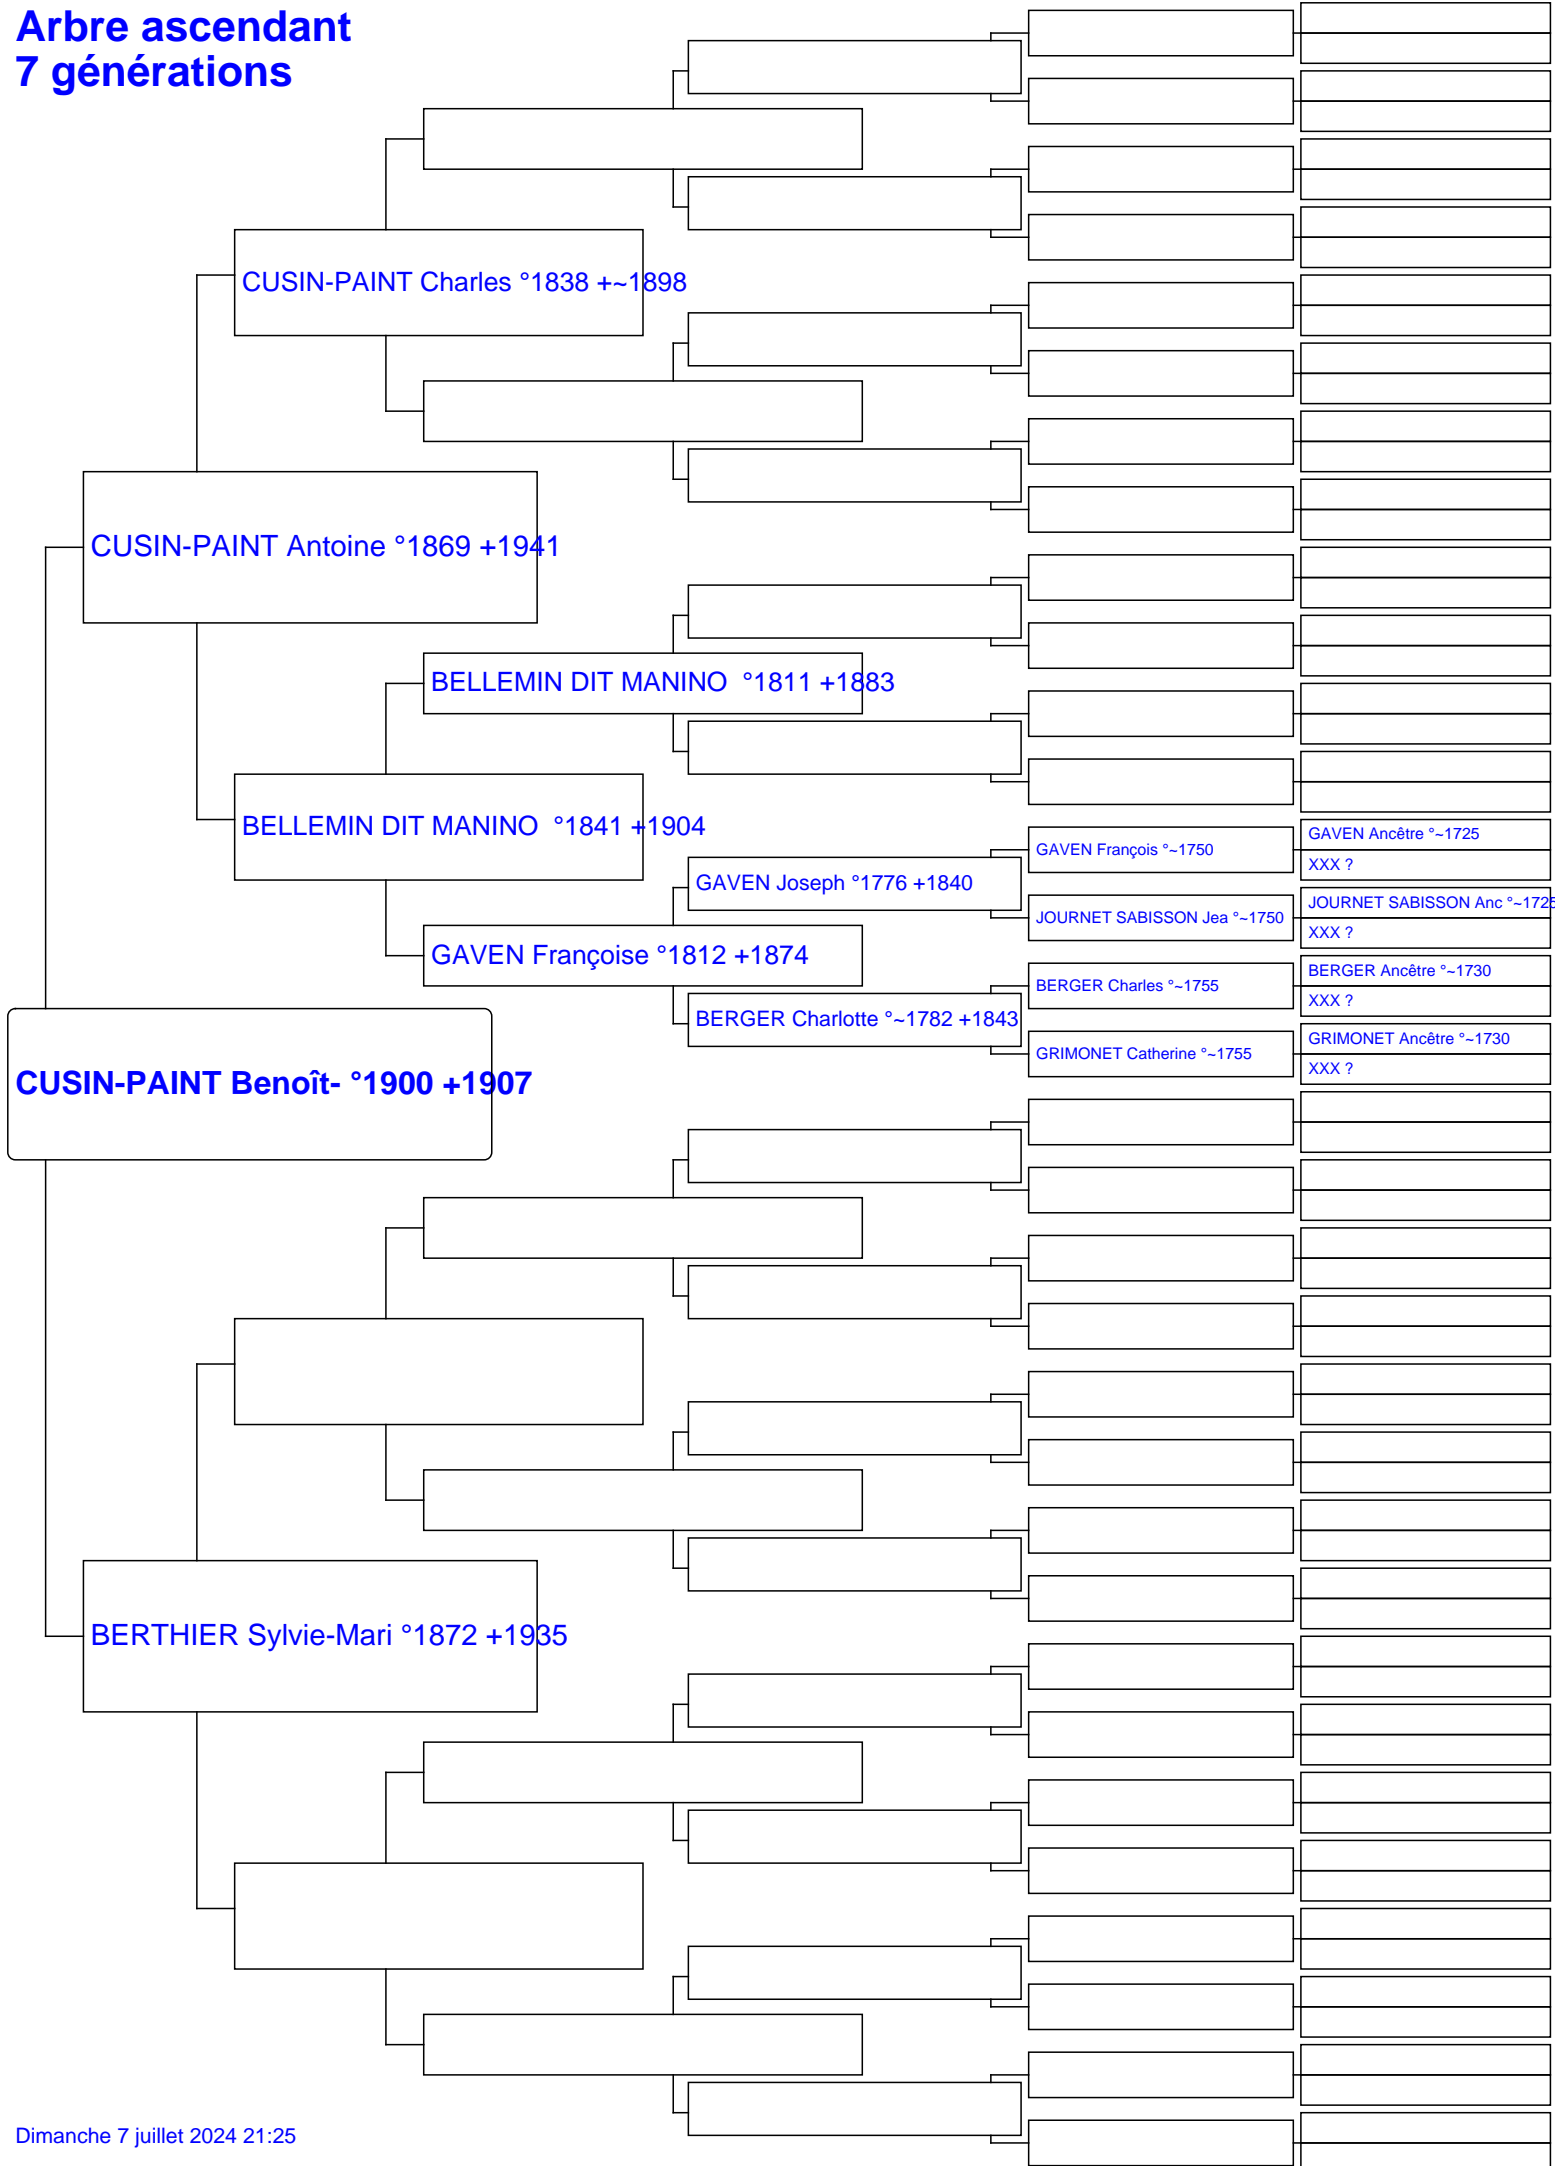 Arbre ascendant
7 générations
CUSIN-PAINT Charles °1838 +~1898
CUSIN-PAINT Antoine °1869 +1941
BELLEMIN DIT MANINO  °1811 +1883
BELLEMIN DIT MANINO  °1841 +1904
GAVEN Ancêtre °~1725
GAVEN François °~1750
XXX ?
GAVEN Joseph °1776 +1840
JOURNET SABISSON Anc °~1725
JOURNET SABISSON Jea °~1750
XXX ?
GAVEN Françoise °1812 +1874
BERGER Ancêtre °~1730
BERGER Charles °~1755
XXX ?
BERGER Charlotte °~1782 +1843
GRIMONET Ancêtre °~1730
GRIMONET Catherine °~1755
XXX ?
CUSIN-PAINT Benoît- °1900 +1907
BERTHIER Sylvie-Mari °1872 +1935
Dimanche 7 juillet 2024 21:25